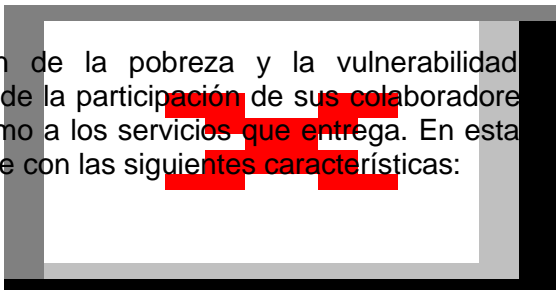 de la pobreza y la vulnerabilidad
de la participación de sus colaboradore
a los servicios que entrega. En esta
con las siguientes características: